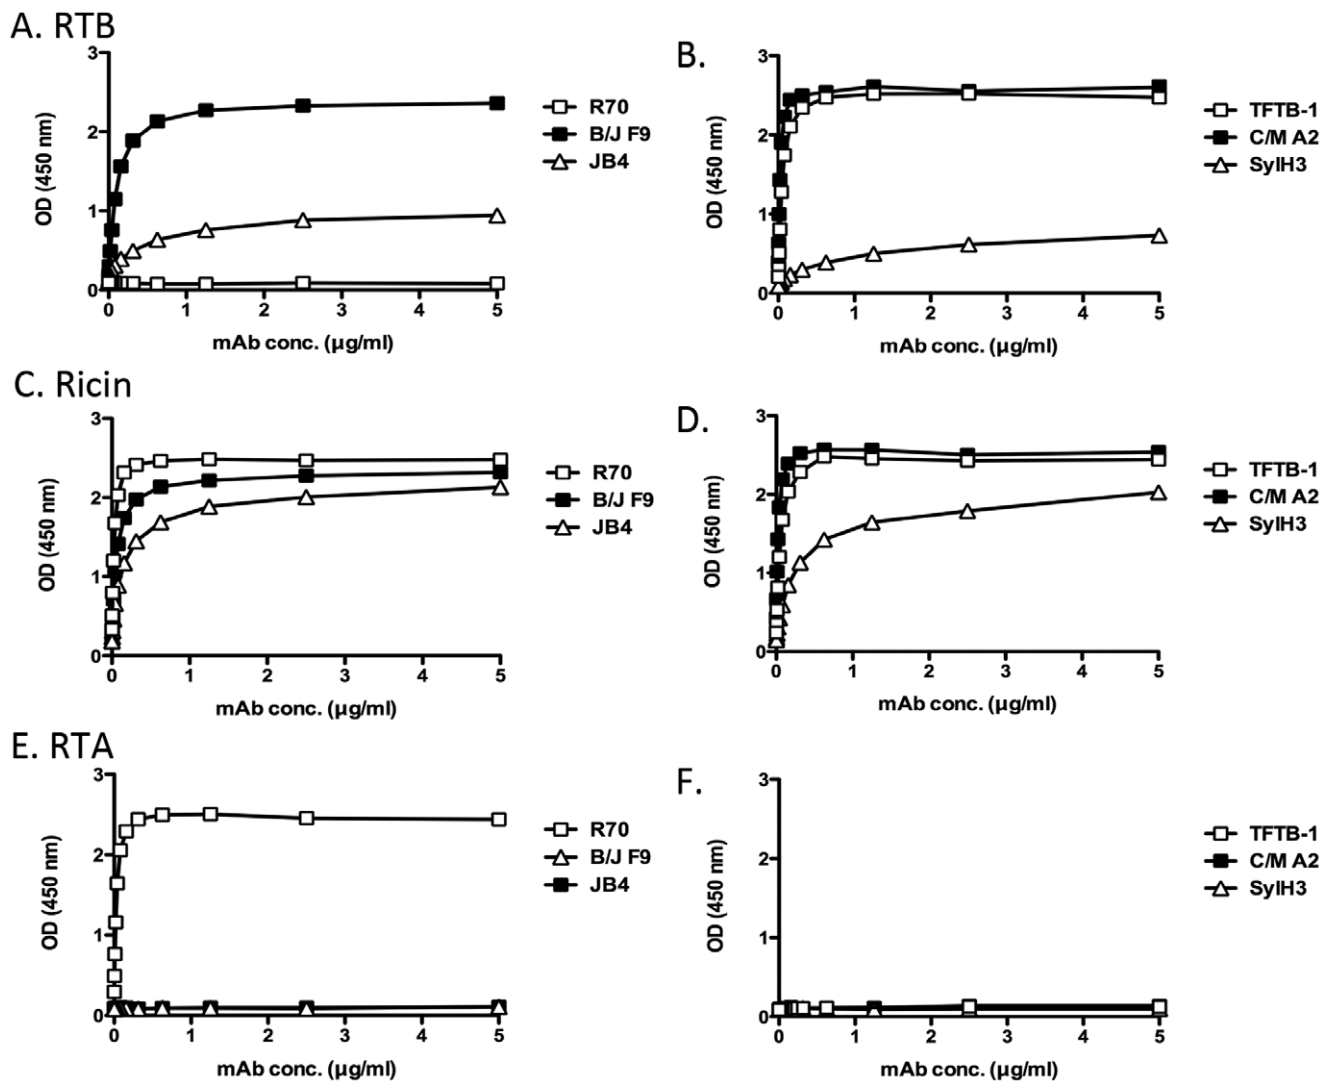 A. RTB
3
2
1
0
OD (450 nm)
0 1 2 3 4 5
mAb conc. (µg/ml)
R70
B/J F9
JB4
B.
3
2
1
0
OD (450 nm)
0 1 2 3 4 5
mAb conc. (µg/ml)
TFTB-1
C/M A2
SylH3
C. Ricin
3
2
1
0
OD (450 nm)
0 1 2 3 4 5
mAb conc. (µg/ml)
R70
B/J F9
JB4
D.
3
2
1
0
OD (450 nm)
0 1 2 3 4 5
mAb conc. (µg/ml)
TFTB-1
C/M A2
SylH3
E. RTA
3
2
1
0
OD (450 nm)
0 1 2 3 4 5
mAb conc. (µg/ml)
R70
B/J F9
JB4
F.
3
2
1
0
OD (450 nm)
0 1 2 3 4 5
mAb conc. (µg/ml)
TFTB-1
C/M A2
SylH3